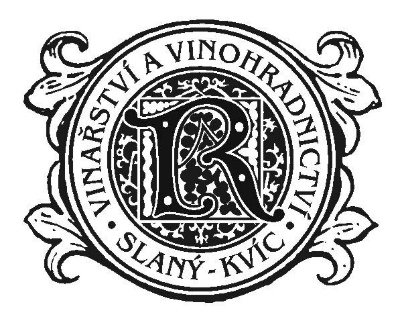 VINAŘSTVÍ A VINOHRADNICTVÍ
SLANÝ - KVÍC
R